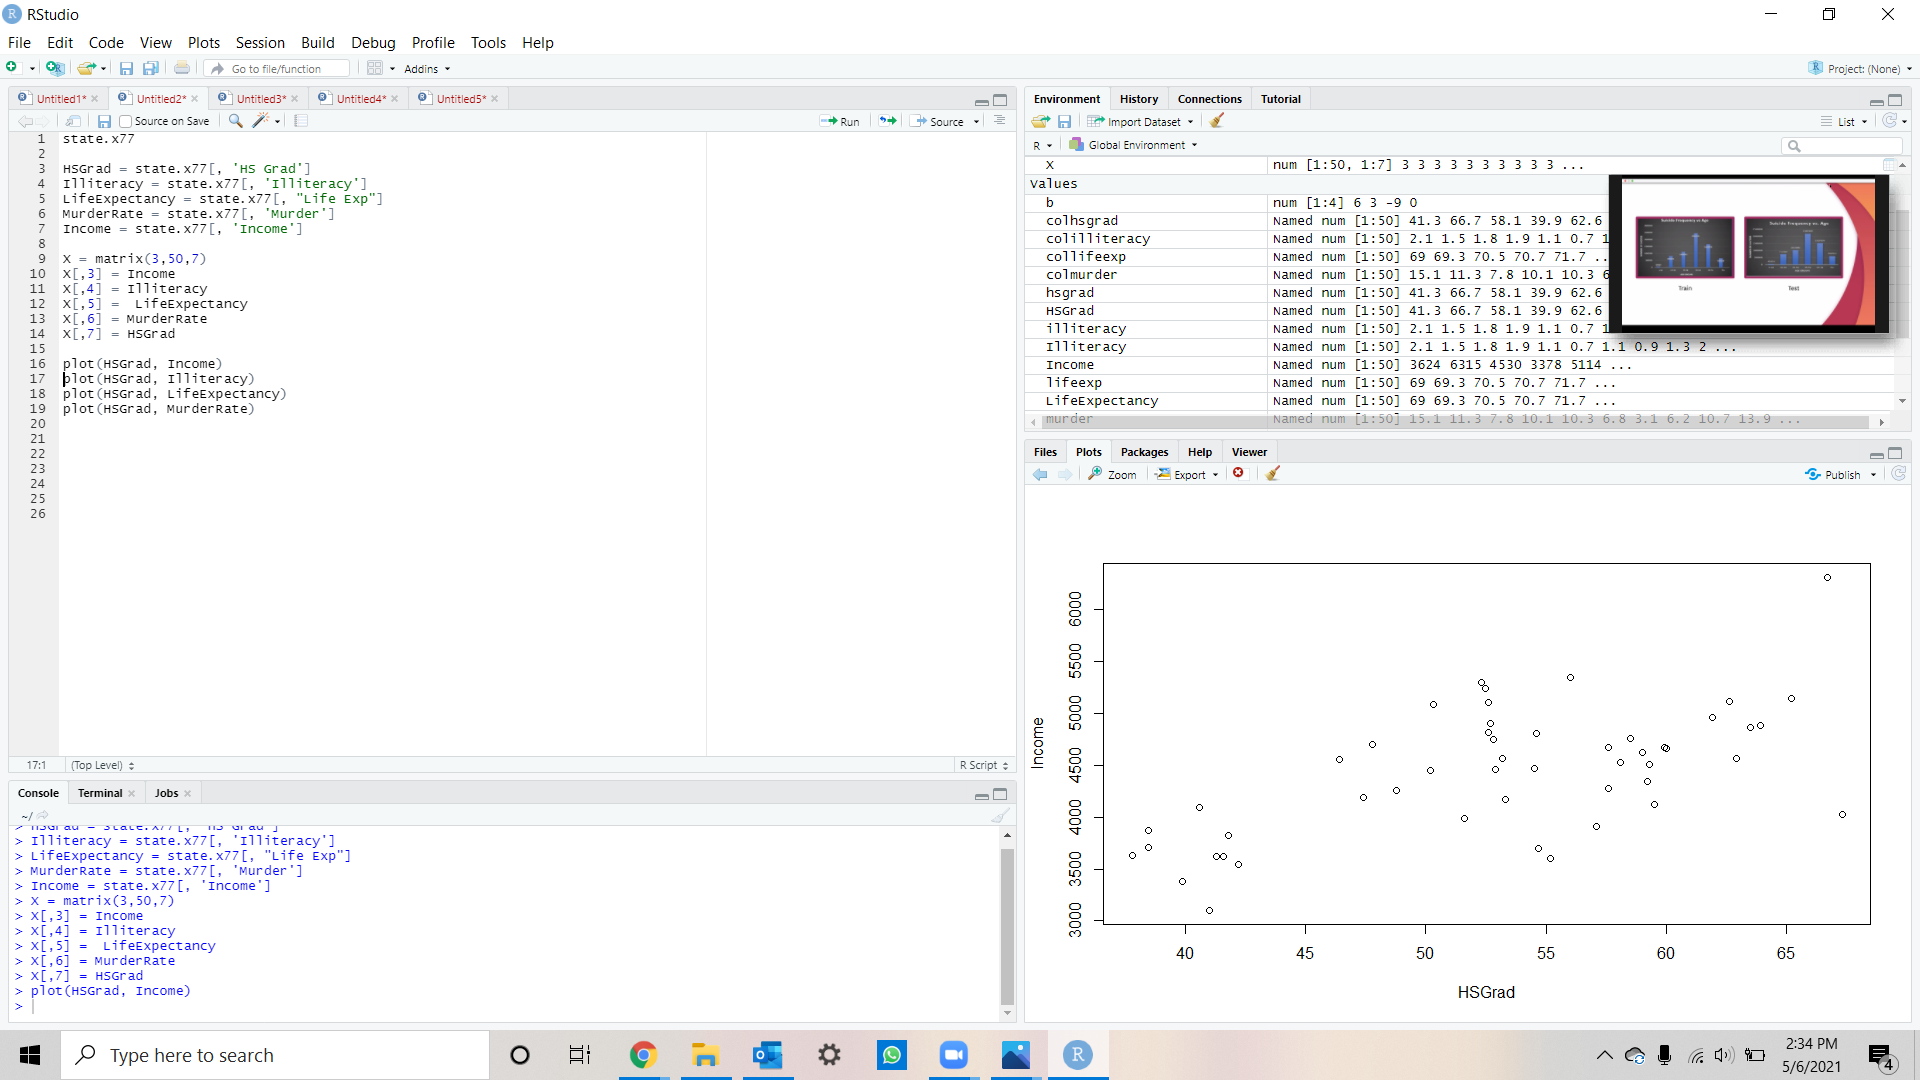 RStudio
File Edit Code View Plots Session Build Debug Profile Tools Help
Go to file/function Addins Project: (None)
Untitled1* Untitled2* Untitled3* Untitled4* Untitled5*
Source on Save Run Source
1 state.x77
2
3 HSGrad = state.x77[, 'HS Grad']
4 Illiteracy = state.x77[, 'Illiteracy']
5 LifeExpectancy = state.x77[, "Life Exp"]
6 MurderRate = state.x77[, 'Murder']
7 Income = state.x77[, 'Income']
8
9 X = matrix(3,50,7)
10 X[,3] = Income
11 X[,4] = Illiteracy
12 X[,5] =  LifeExpectancy
13 X[,6] = MurderRate
14 X[,7] = HSGrad
15
16 plot(HSGrad, Income)
17 plot(HSGrad, Illiteracy)
18 plot(HSGrad, LifeExpectancy)
19 plot(HSGrad, MurderRate)
20
21
22
23
24
25
26
17:1 (Top Level) R Script
Console Terminal Jobs
~/
> HSGrad = state.x77[, 'HS Grad']
> Illiteracy = state.x77[, 'Illiteracy']
> LifeExpectancy = state.x77[, "Life Exp"]
> MurderRate = state.x77[, 'Murder']
> Income = state.x77[, 'Income']
> X = matrix(3,50,7)
> X[,3] = Income
> X[,4] = Illiteracy
> X[,5] =  LifeExpectancy
> X[,6] = MurderRate
> X[,7] = HSGrad
> plot(HSGrad, Income)
>
Environment History Connections Tutorial
Import Dataset List
R Global Environment
X num [1:50, 1:7] 3 3 3 3 3 3 3 3 3 3 ...
Values
b num [1:4] 6 3 -9 0
colhsgrad Named num [1:50] 41.3 66.7 58.1 39.9 62.6
colilliteracy Named num [1:50] 2.1 1.5 1.8 1.9 1.1 0.7 1
collifeexp Named num [1:50] 69 69.3 70.5 70.7 71.7 ..
colmurder Named num [1:50] 15.1 11.3 7.8 10.1 10.3 6
hsgrad Named num [1:50] 41.3 66.7 58.1 39.9 62.6
HSGrad Named num [1:50] 41.3 66.7 58.1 39.9 62.6
illiteracy Named num [1:50] 2.1 1.5 1.8 1.9 1.1 0.7 1
Illiteracy Named num [1:50] 2.1 1.5 1.8 1.9 1.1 0.7 1.1 0.9 1.3 2 ...
Income Named num [1:50] 3624 6315 4530 3378 5114 ...
lifeexp Named num [1:50] 69 69.3 70.5 70.7 71.7 ...
LifeExpectancy Named num [1:50] 69 69.3 70.5 70.7 71.7 ...
murder Named num [1:50] 15.1 11.3 7.8 10.1 10.3 6.8 3.1 6.2 10.7 13.9 ...
Suicide Frequency vs Age
Suicide Frequency vs. Age
Train Test
Files Plots Packages Help Viewer
Zoom Export Publish
Income
6000
5500
5000
4500
4000
3500
3000
40 45 50 55 60 65
HSGrad
Type here to search
2:34 PM
5/6/2021
4